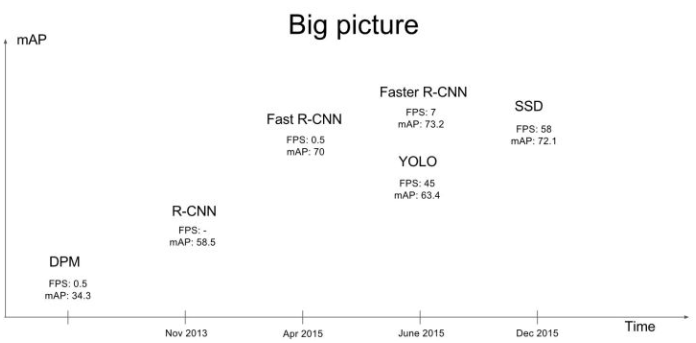 Big picture
mAP
Faster R-CNN
FPS: 7
mAP: 73.2
SSD
FPS: 58
mAP: 72.1
Fast R-CNN
FPS: 0.5
mAP: 70
YOLO
FPS: 45
mAP: 63.4
R-CNN
FPS: -
mAP: 58.5
DPM
FPS: 0.5
mAP: 34.3
Nov 2013
Apr 2015
June 2015
Dec 2015
Time